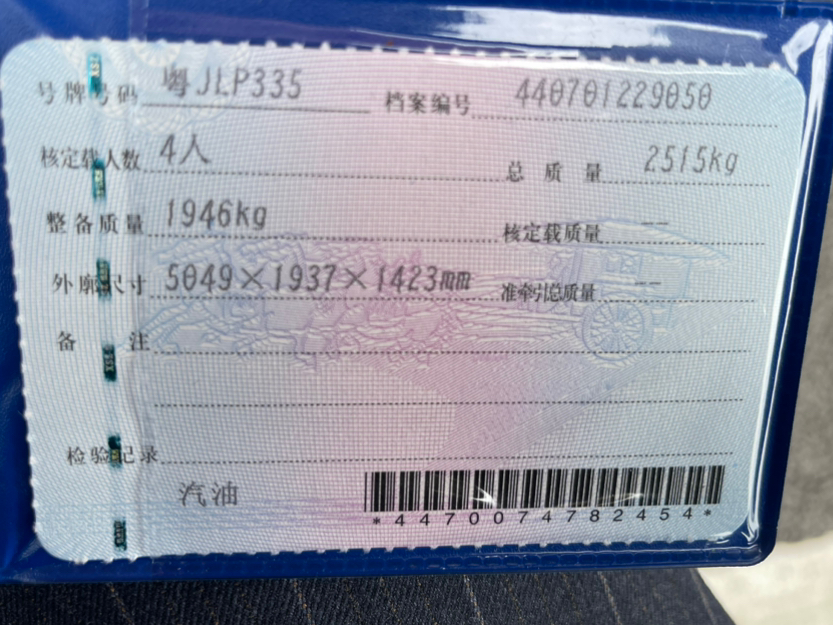 号牌号码 粤JLP335 档案编号 440701229050
核定载人数 4人 总质量 2515kg
整备质量 1946kg 核定载质量 --
外廓尺寸 5049×1937×1423mm 准牵引总质量 --
备注
检验记录
汽油
*4470074782454*